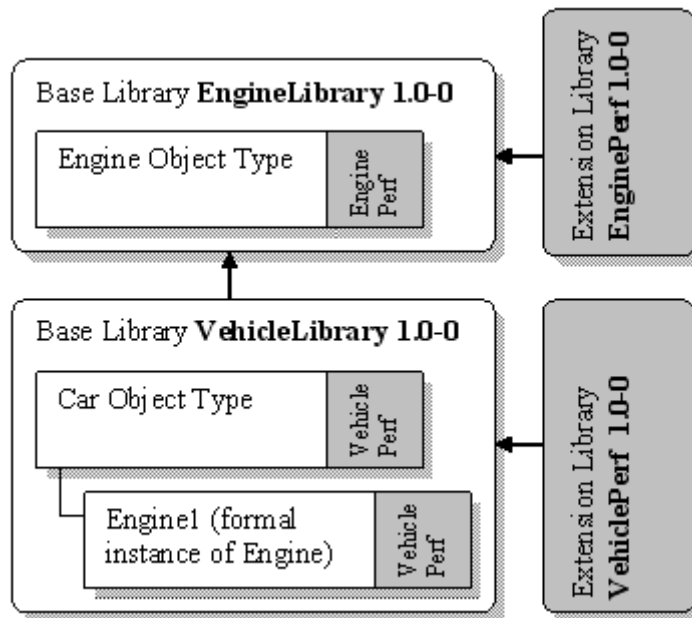 Base Library EngineLibrary 1.0-0
Engine Object Type
Engine
Perf
Extension Library
EnginePerf 1.0-0
Base Library VehicleLibrary 1.0-0
Car Object Type
Vehicle
Perf
Engine1 (formal
instance of Engine)
Vehicle
Perf
Extension Library
VehiclePerf 1.0-0